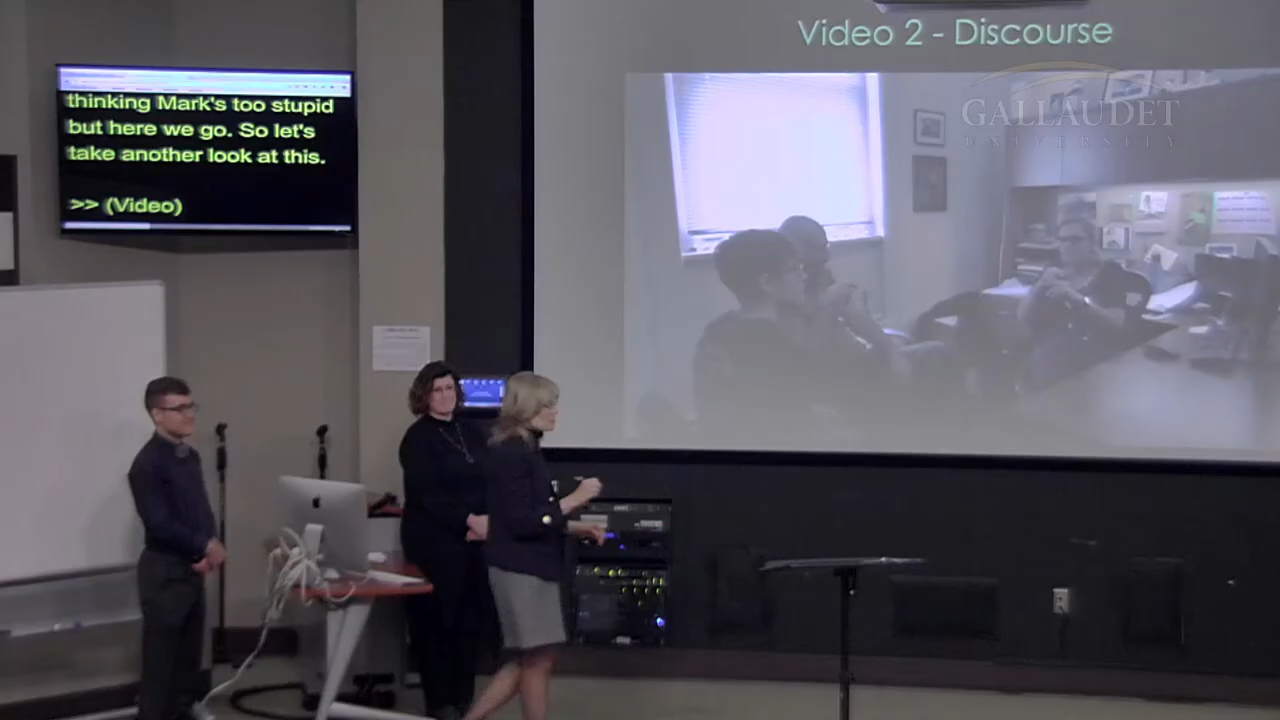 Video 2 - Discourse
GALLAUDET
UNIVERSITY
thinking Mark's too stupid
but here we go. So let's
take another look at this.
>> (Video)